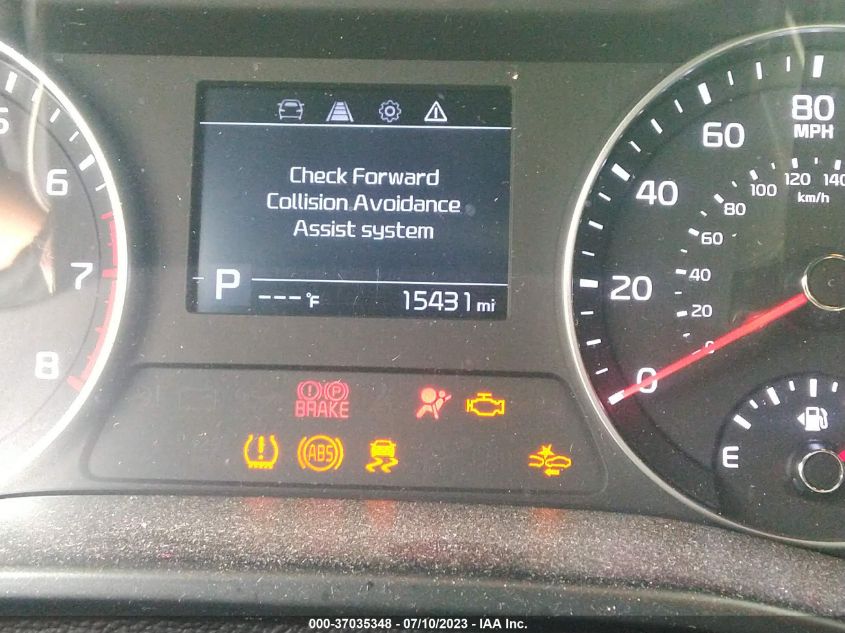 Check Forward
Collision Avoidance
Assist system
P
---°F
15431 mi
6
7
8
80
MPH
60
40
20
0
140
120
100
km/h
80
60
40
20
0
E
BRAKE
P
ABS
000-37035348 - 07/10/2023 - IAA Inc.